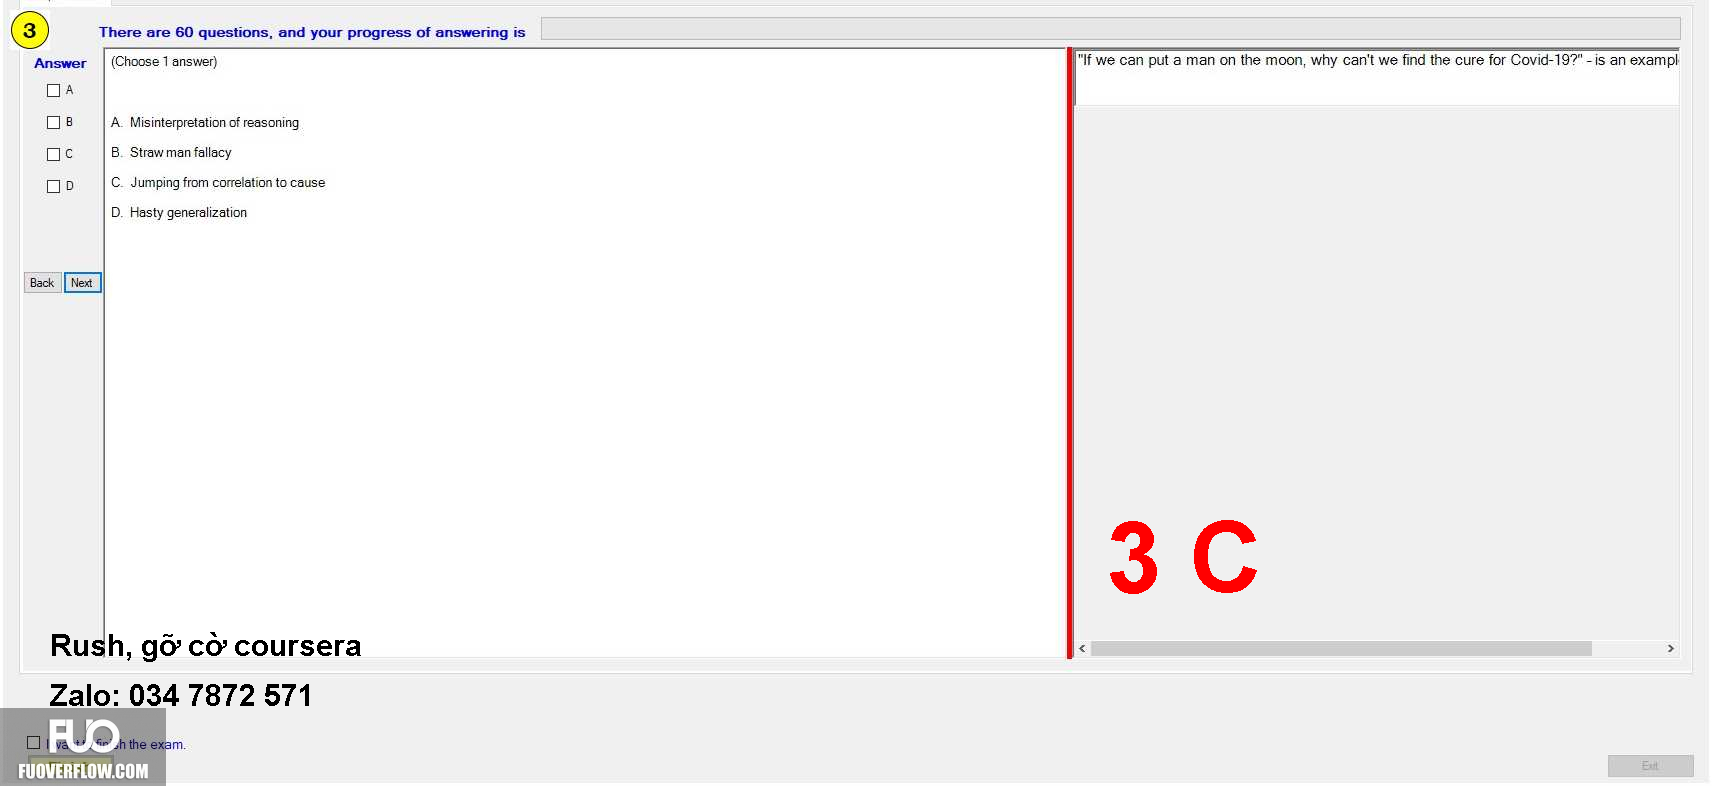 3
There are 60 questions, and your progress of answering is
Answer
A
B
C
D
Back
Next
(Choose 1 answer)
A. Misinterpretation of reasoning
B. Straw man fallacy
C. Jumping from correlation to cause
D. Hasty generalization
"If we can put a man on the moon, why can't we find the cure for Covid-19?" - is an exampl
3 C
Rush, gỡ cờ coursera
Zalo: 034 7872 571
I want to finish the exam.
FUO
FUOVERFLOW.COM
Exit